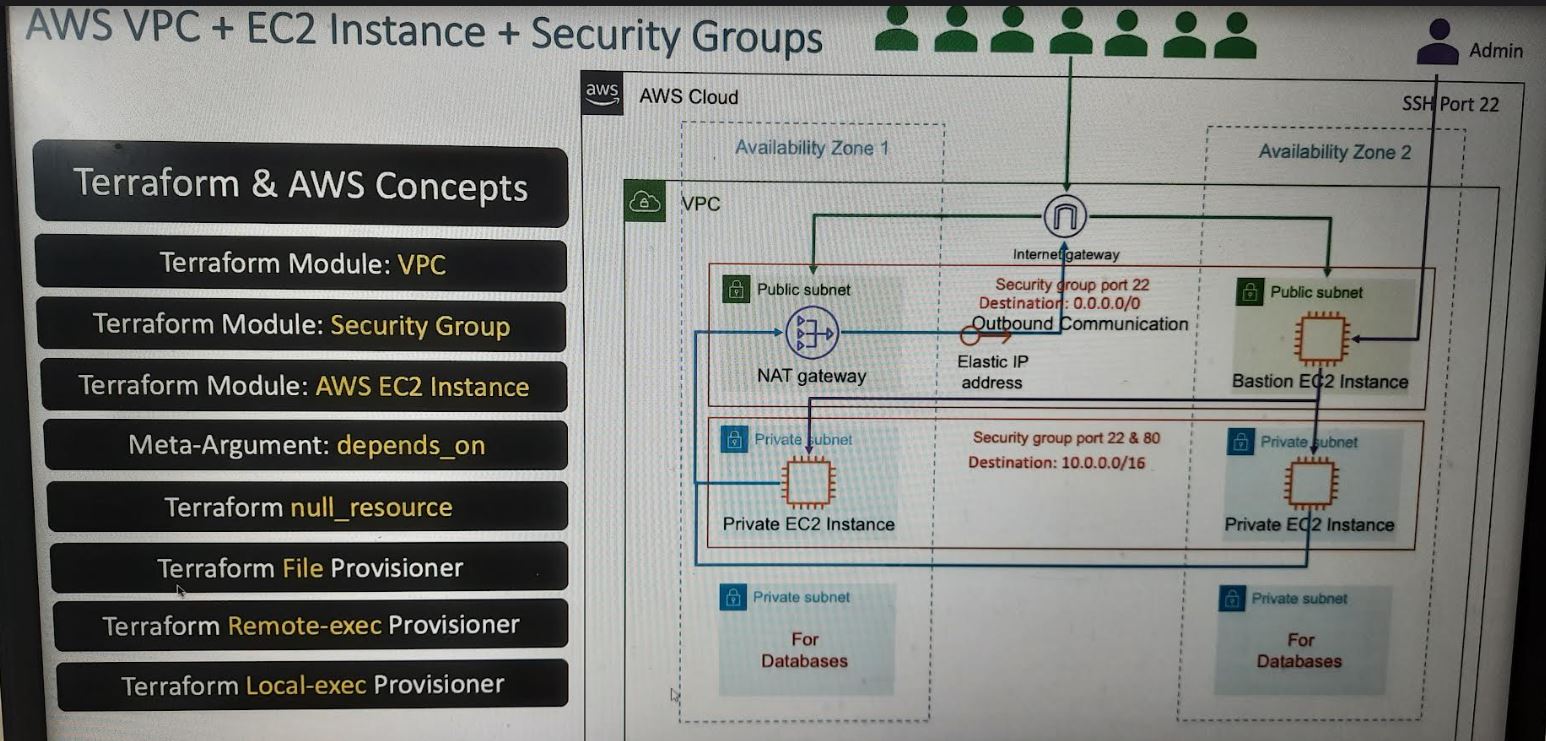 AWS VPC + EC2 Instance + Security Groups
Admin
aws
AWS Cloud
SSH Port 22
Terraform & AWS Concepts
Terraform Module: VPC
Terraform Module: Security Group
Terraform Module: AWS EC2 Instance
Meta-Argument: depends_on
Terraform null_resource
Terraform File Provisioner
Terraform Remote-exec Provisioner
Terraform Local-exec Provisioner
Availability Zone 1
Availability Zone 2
VPC
Internet gateway
Public subnet
Security group port 22
Destination: 0.0.0.0/0
Outbound Communication
Public subnet
NAT gateway
Elastic IP
address
Bastion EC2 Instance
Private subnet
Security group port 22 & 80
Destination: 10.0.0.0/16
Private subnet
Private EC2 Instance
Private EC2 Instance
Private subnet
Private subnet
For
Databases
For
Databases